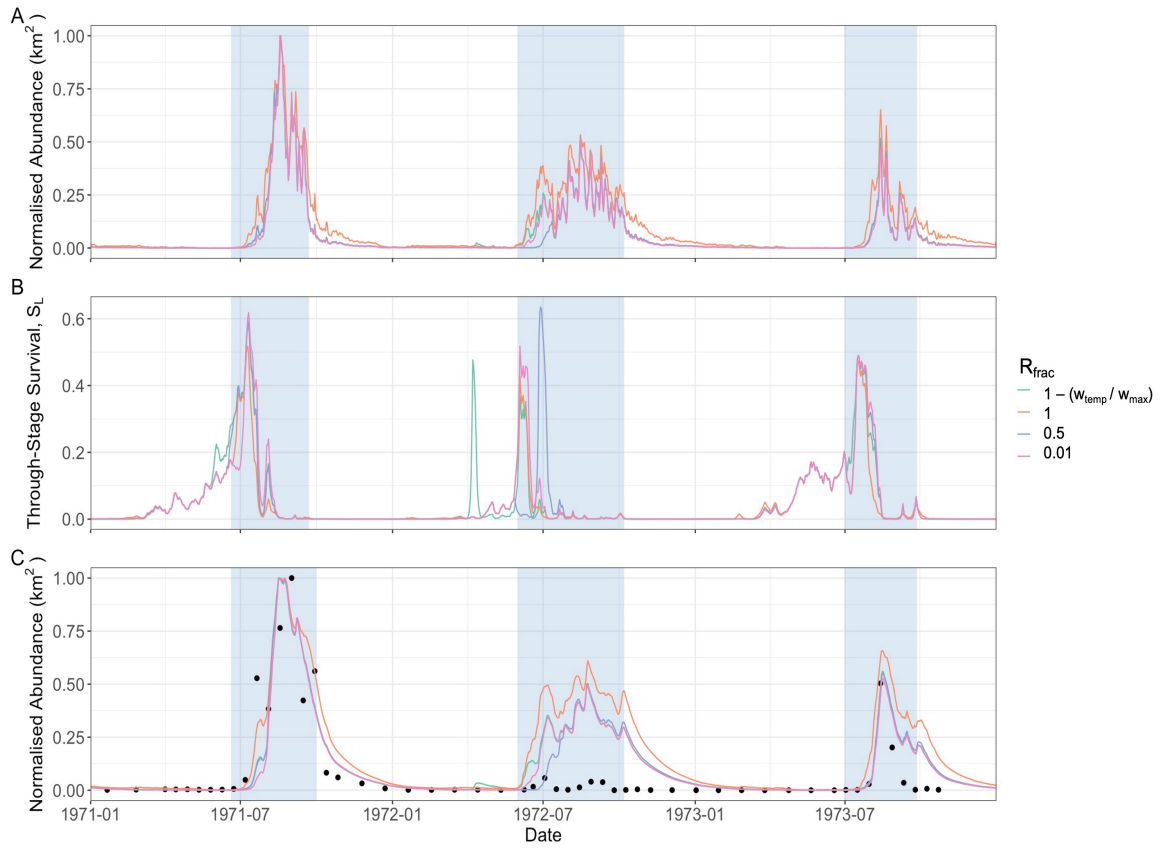 A
Normalised Abundance (km²)
1.00
0.75
0.50
0.25
0.00
B
Through-Stage Survival, S_L
0.6
0.4
0.2
0.0
R_frac
1 − (w_temp / w_max)
1
0.5
0.01
C
Normalised Abundance (km²)
1.00
0.75
0.50
0.25
0.00
1971-01 1971-07 1972-01 1972-07 1973-01 1973-07
Date